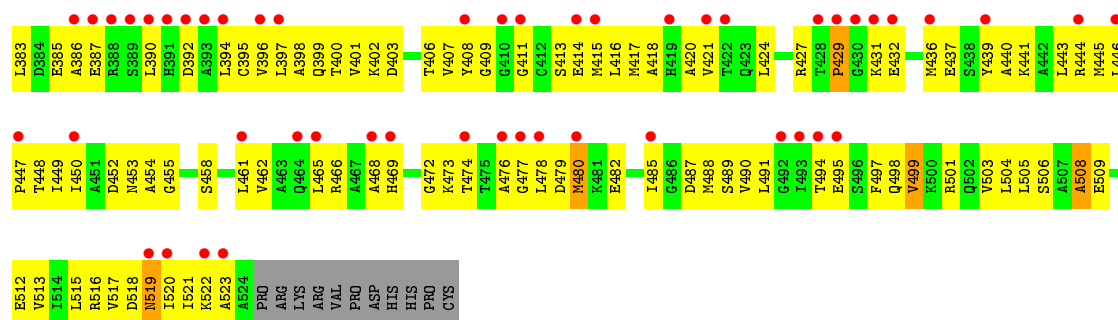 L383 D384 E385 A386 E387 R388 S389 L390 H391 D392 A393 L394 C395 V396 L397 A398 Q399 T400 V401 K402 D403 T406 V407 Y408 G409 G410 G411 C412 S413 E414 M415 L416 M417 A418 H419 A420 V421 T422 Q423 L424 R427 T428 P429 G430 K431 E432 M436 E437 S438 Y439 A440 K441 A442 L443 R444 M445 L446
P447 T448 I449 I450 A451 D452 N453 A454 G455 S458 L461 V462 A463 Q464 L465 R466 A467 A468 H469 G472 K473 T474 T475 A476 G477 L478 D479 M480 K481 E482 I485 G486 D487 M488 S489 V490 L491 G492 I493 T494 E495 S496 F497 Q498 V499 K500 R501 Q502 V503 L504 L505 S506 A507 A508 E509
E512 V513 I514 L515 R516 V517 D518 N519 I520 I521 K522 A523 A524 PRO ARG LYS ARG VAL PRO ASP HIS HIS PRO CYS